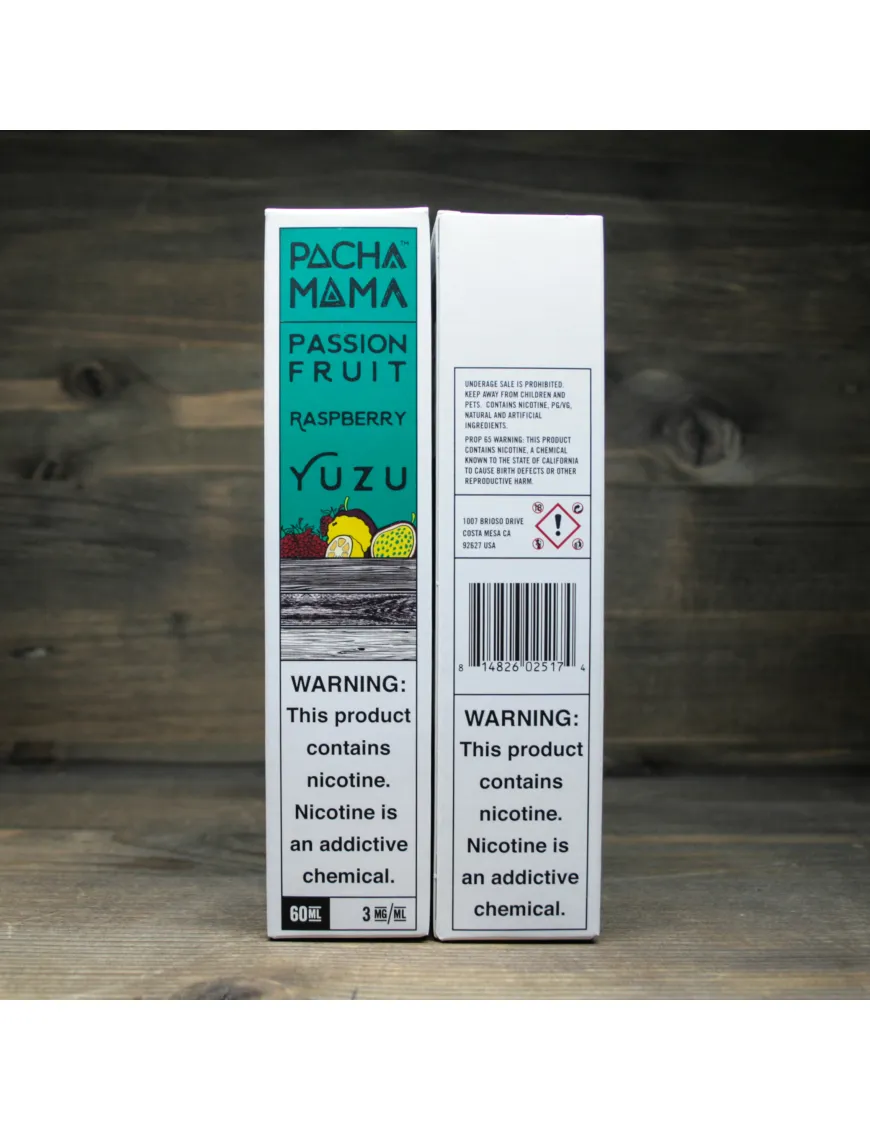 PACHA™
MAMA
PASSION
FRUIT
RASPBERRY
YUZU
WARNING:
This product
contains
nicotine.
Nicotine is
an addictive
chemical.
60ML 3 MG/ML
UNDERAGE SALE IS PROHIBITED.
KEEP AWAY FROM CHILDREN AND
PETS. CONTAINS NICOTINE, PG/VG,
NATURAL AND ARTIFICIAL
INGREDIENTS.
PROP 65 WARNING: THIS PRODUCT
CONTAINS NICOTINE, A CHEMICAL
KNOWN TO THE STATE OF CALIFORNIA
TO CAUSE BIRTH DEFECTS OR OTHER
REPRODUCTIVE HARM.
1007 BRIOSO DRIVE
COSTA MESA CA
92627 USA
!
8 14826 02517 4
WARNING:
This product
contains
nicotine.
Nicotine is
an addictive
chemical.